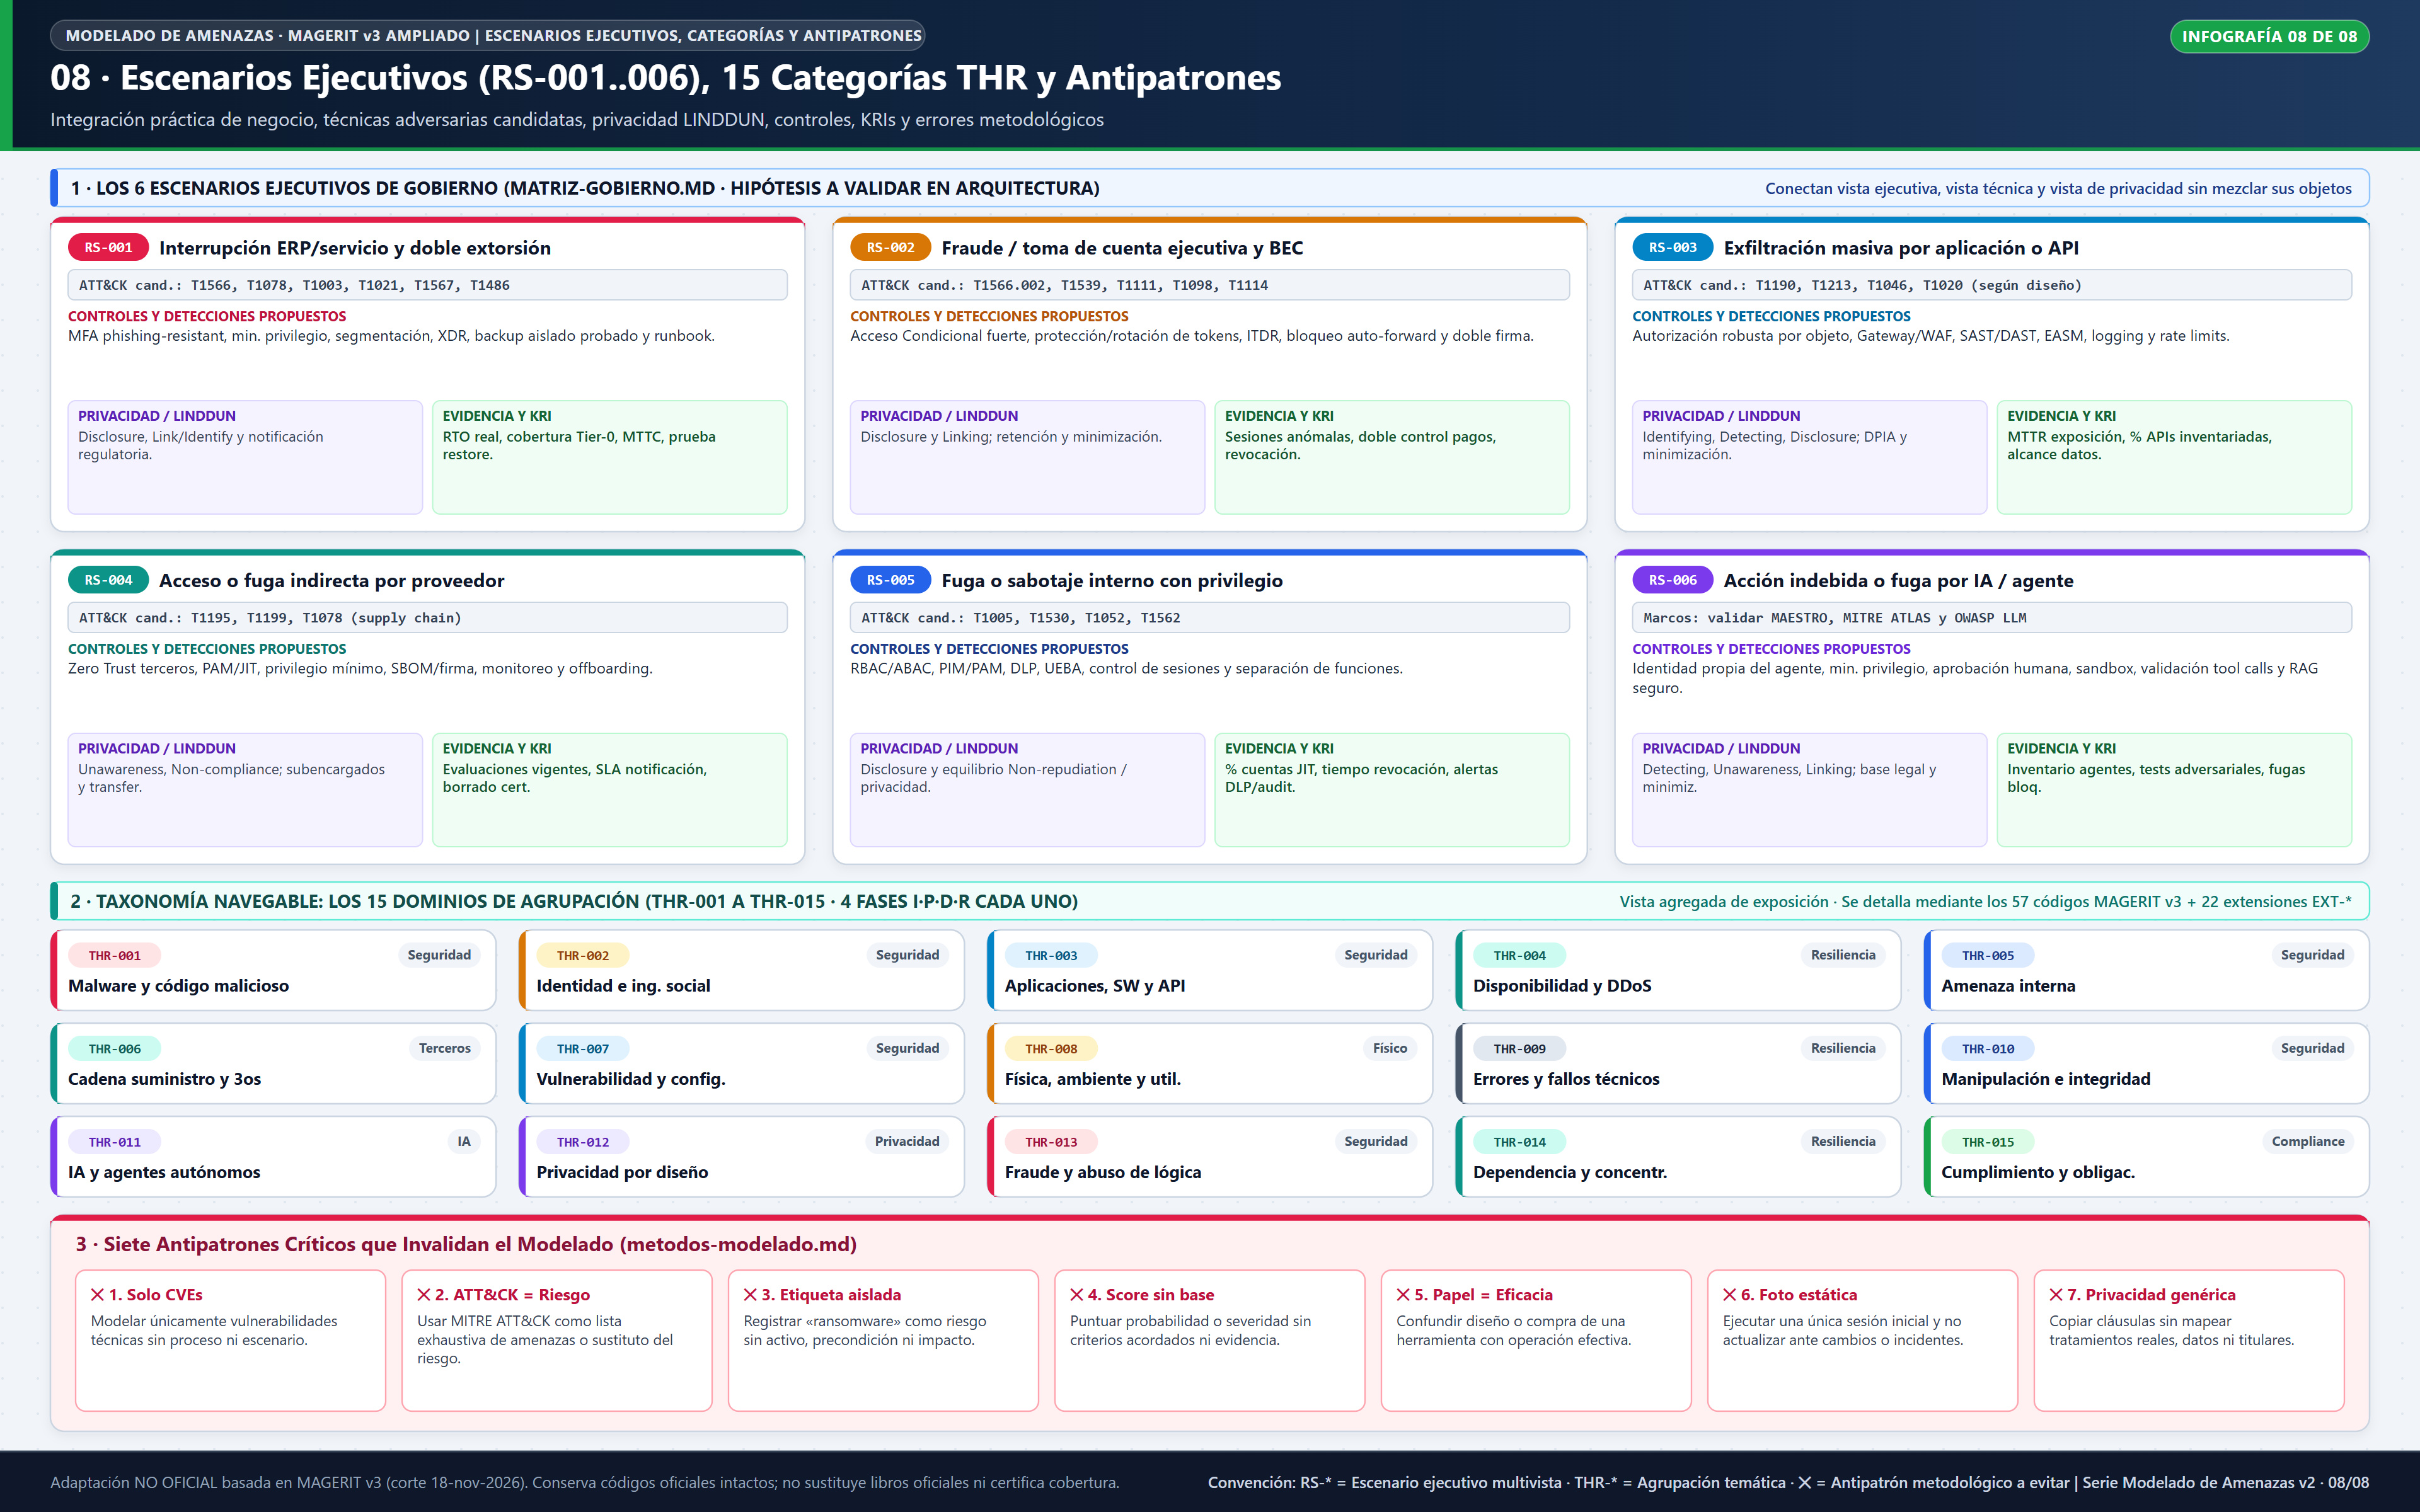 MODELADO DE AMENAZAS · MAGERIT v3 AMPLIADO | ESCENARIOS EJECUTIVOS, CATEGORÍAS Y ANTIPATRONES
INFOGRAFÍA 08 DE 08
08 · Escenarios Ejecutivos (RS-001..006), 15 Categorías THR y Antipatrones
Integración práctica de negocio, técnicas adversarias candidatas, privacidad LINDDUN, controles, KRIs y errores metodológicos
1 · LOS 6 ESCENARIOS EJECUTIVOS DE GOBIERNO (MATRIZ-GOBIERNO.MD · HIPÓTESIS A VALIDAR EN ARQUITECTURA)
Conectan vista ejecutiva, vista técnica y vista de privacidad sin mezclar sus objetos
RS-001 Interrupción ERP/servicio y doble extorsión
ATT&CK cand.: T1566, T1078, T1003, T1021, T1567, T1486
CONTROLES Y DETECCIONES PROPUESTOS
MFA phishing-resistant, min. privilegio, segmentación, XDR, backup aislado probado y runbook.
PRIVACIDAD / LINDDUN
Disclosure, Link/Identify y notificación
regulatoria.
EVIDENCIA Y KRI
RTO real, cobertura Tier-0, MTTC, prueba
restore.
RS-002 Fraude / toma de cuenta ejecutiva y BEC
ATT&CK cand.: T1566.002, T1539, T1111, T1098, T1114
CONTROLES Y DETECCIONES PROPUESTOS
Acceso Condicional fuerte, protección/rotación de tokens, ITDR, bloqueo auto-forward y doble firma.
PRIVACIDAD / LINDDUN
Disclosure y Linking; retención y minimización.
EVIDENCIA Y KRI
Sesiones anómalas, doble control pagos,
revocación.
RS-003 Exfiltración masiva por aplicación o API
ATT&CK cand.: T1190, T1213, T1046, T1020 (según diseño)
CONTROLES Y DETECCIONES PROPUESTOS
Autorización robusta por objeto, Gateway/WAF, SAST/DAST, EASM, logging y rate limits.
PRIVACIDAD / LINDDUN
Identifying, Detecting, Disclosure; DPIA y
minimización.
EVIDENCIA Y KRI
MTTR exposición, % APIs inventariadas,
alcance datos.
RS-004 Acceso o fuga indirecta por proveedor
ATT&CK cand.: T1195, T1199, T1078 (supply chain)
CONTROLES Y DETECCIONES PROPUESTOS
Zero Trust terceros, PAM/JIT, privilegio mínimo, SBOM/firma, monitoreo y offboarding.
PRIVACIDAD / LINDDUN
Unawareness, Non-compliance; subencargados
y transfer.
EVIDENCIA Y KRI
Evaluaciones vigentes, SLA notificación,
borrado cert.
RS-005 Fuga o sabotaje interno con privilegio
ATT&CK cand.: T1005, T1530, T1052, T1562
CONTROLES Y DETECCIONES PROPUESTOS
RBAC/ABAC, PIM/PAM, DLP, UEBA, control de sesiones y separación de funciones.
PRIVACIDAD / LINDDUN
Disclosure y equilibrio Non-repudiation /
privacidad.
EVIDENCIA Y KRI
% cuentas JIT, tiempo revocación, alertas
DLP/audit.
RS-006 Acción indebida o fuga por IA / agente
Marcos: validar MAESTRO, MITRE ATLAS y OWASP LLM
CONTROLES Y DETECCIONES PROPUESTOS
Identidad propia del agente, min. privilegio, aprobación humana, sandbox, validación tool calls y RAG
seguro.
PRIVACIDAD / LINDDUN
Detecting, Unawareness, Linking; base legal y
minimiz.
EVIDENCIA Y KRI
Inventario agentes, tests adversariales, fugas
bloq.
2 · TAXONOMÍA NAVEGABLE: LOS 15 DOMINIOS DE AGRUPACIÓN (THR-001 A THR-015 · 4 FASES I·P·D·R CADA UNO)
Vista agregada de exposición · Se detalla mediante los 57 códigos MAGERIT v3 + 22 extensiones EXT-*
THR-001 Seguridad
Malware y código malicioso
THR-002 Seguridad
Identidad e ing. social
THR-003 Seguridad
Aplicaciones, SW y API
THR-004 Resiliencia
Disponibilidad y DDoS
THR-005 Seguridad
Amenaza interna
THR-006 Terceros
Cadena suministro y 3os
THR-007 Seguridad
Vulnerabilidad y config.
THR-008 Físico
Física, ambiente y util.
THR-009 Resiliencia
Errores y fallos técnicos
THR-010 Seguridad
Manipulación e integridad
THR-011 IA
IA y agentes autónomos
THR-012 Privacidad
Privacidad por diseño
THR-013 Seguridad
Fraude y abuso de lógica
THR-014 Resiliencia
Dependencia y concentr.
THR-015 Compliance
Cumplimiento y obligac.
3 · Siete Antipatrones Críticos que Invalidan el Modelado (metodos-modelado.md)
✕ 1. Solo CVEs
Modelar únicamente vulnerabilidades
técnicas sin proceso ni escenario.
✕ 2. ATT&CK = Riesgo
Usar MITRE ATT&CK como lista
exhaustiva de amenazas o sustituto del
riesgo.
✕ 3. Etiqueta aislada
Registrar «ransomware» como riesgo
sin activo, precondición ni impacto.
✕ 4. Score sin base
Puntuar probabilidad o severidad sin
criterios acordados ni evidencia.
✕ 5. Papel = Eficacia
Confundir diseño o compra de una
herramienta con operación efectiva.
✕ 6. Foto estática
Ejecutar una única sesión inicial y no
actualizar ante cambios o incidentes.
✕ 7. Privacidad genérica
Copiar cláusulas sin mapear
tratamientos reales, datos ni titulares.
Adaptación NO OFICIAL basada en MAGERIT v3 (corte 18-nov-2026). Conserva códigos oficiales intactos; no sustituye libros oficiales ni certifica cobertura.
Convención: RS-* = Escenario ejecutivo multivista · THR-* = Agrupación temática · ✕ = Antipatrón metodológico a evitar | Serie Modelado de Amenazas v2 · 08/08